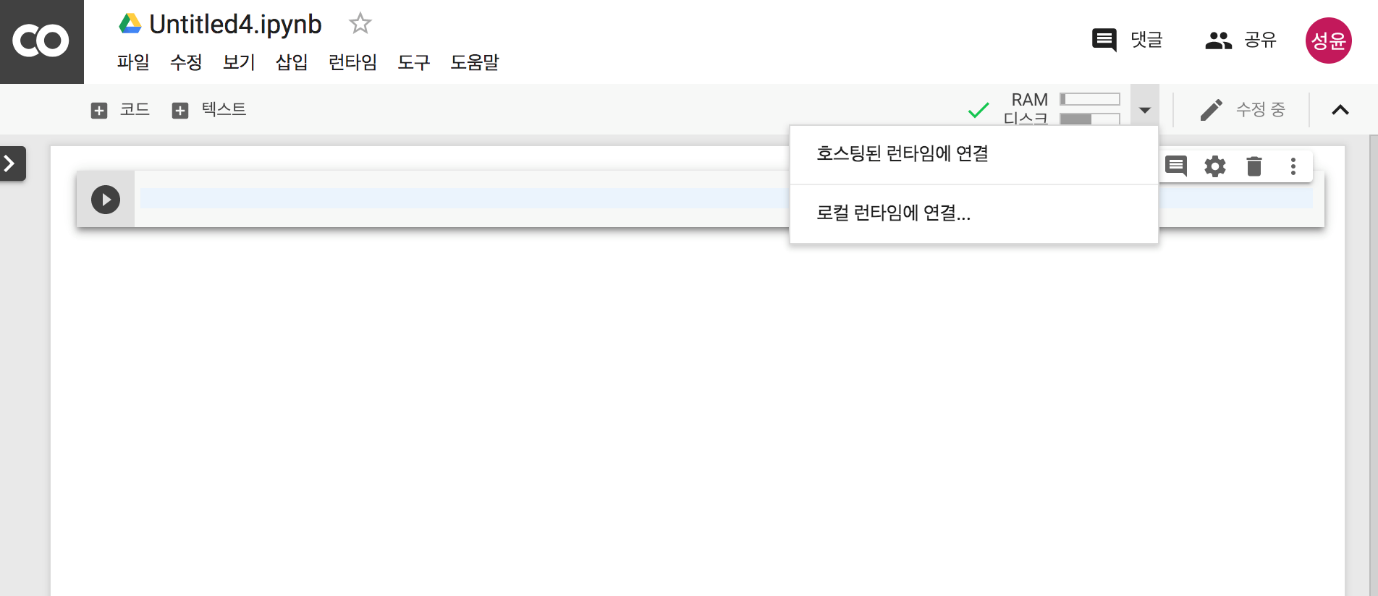 CO
Untitled4.ipynb
파일 수정 보기 삽입 런타임 도구 도움말
댓글 공유 성윤
코드 텍스트
RAM
디스크
수정 중
호스팅된 런타임에 연결
로컬 런타임에 연결...